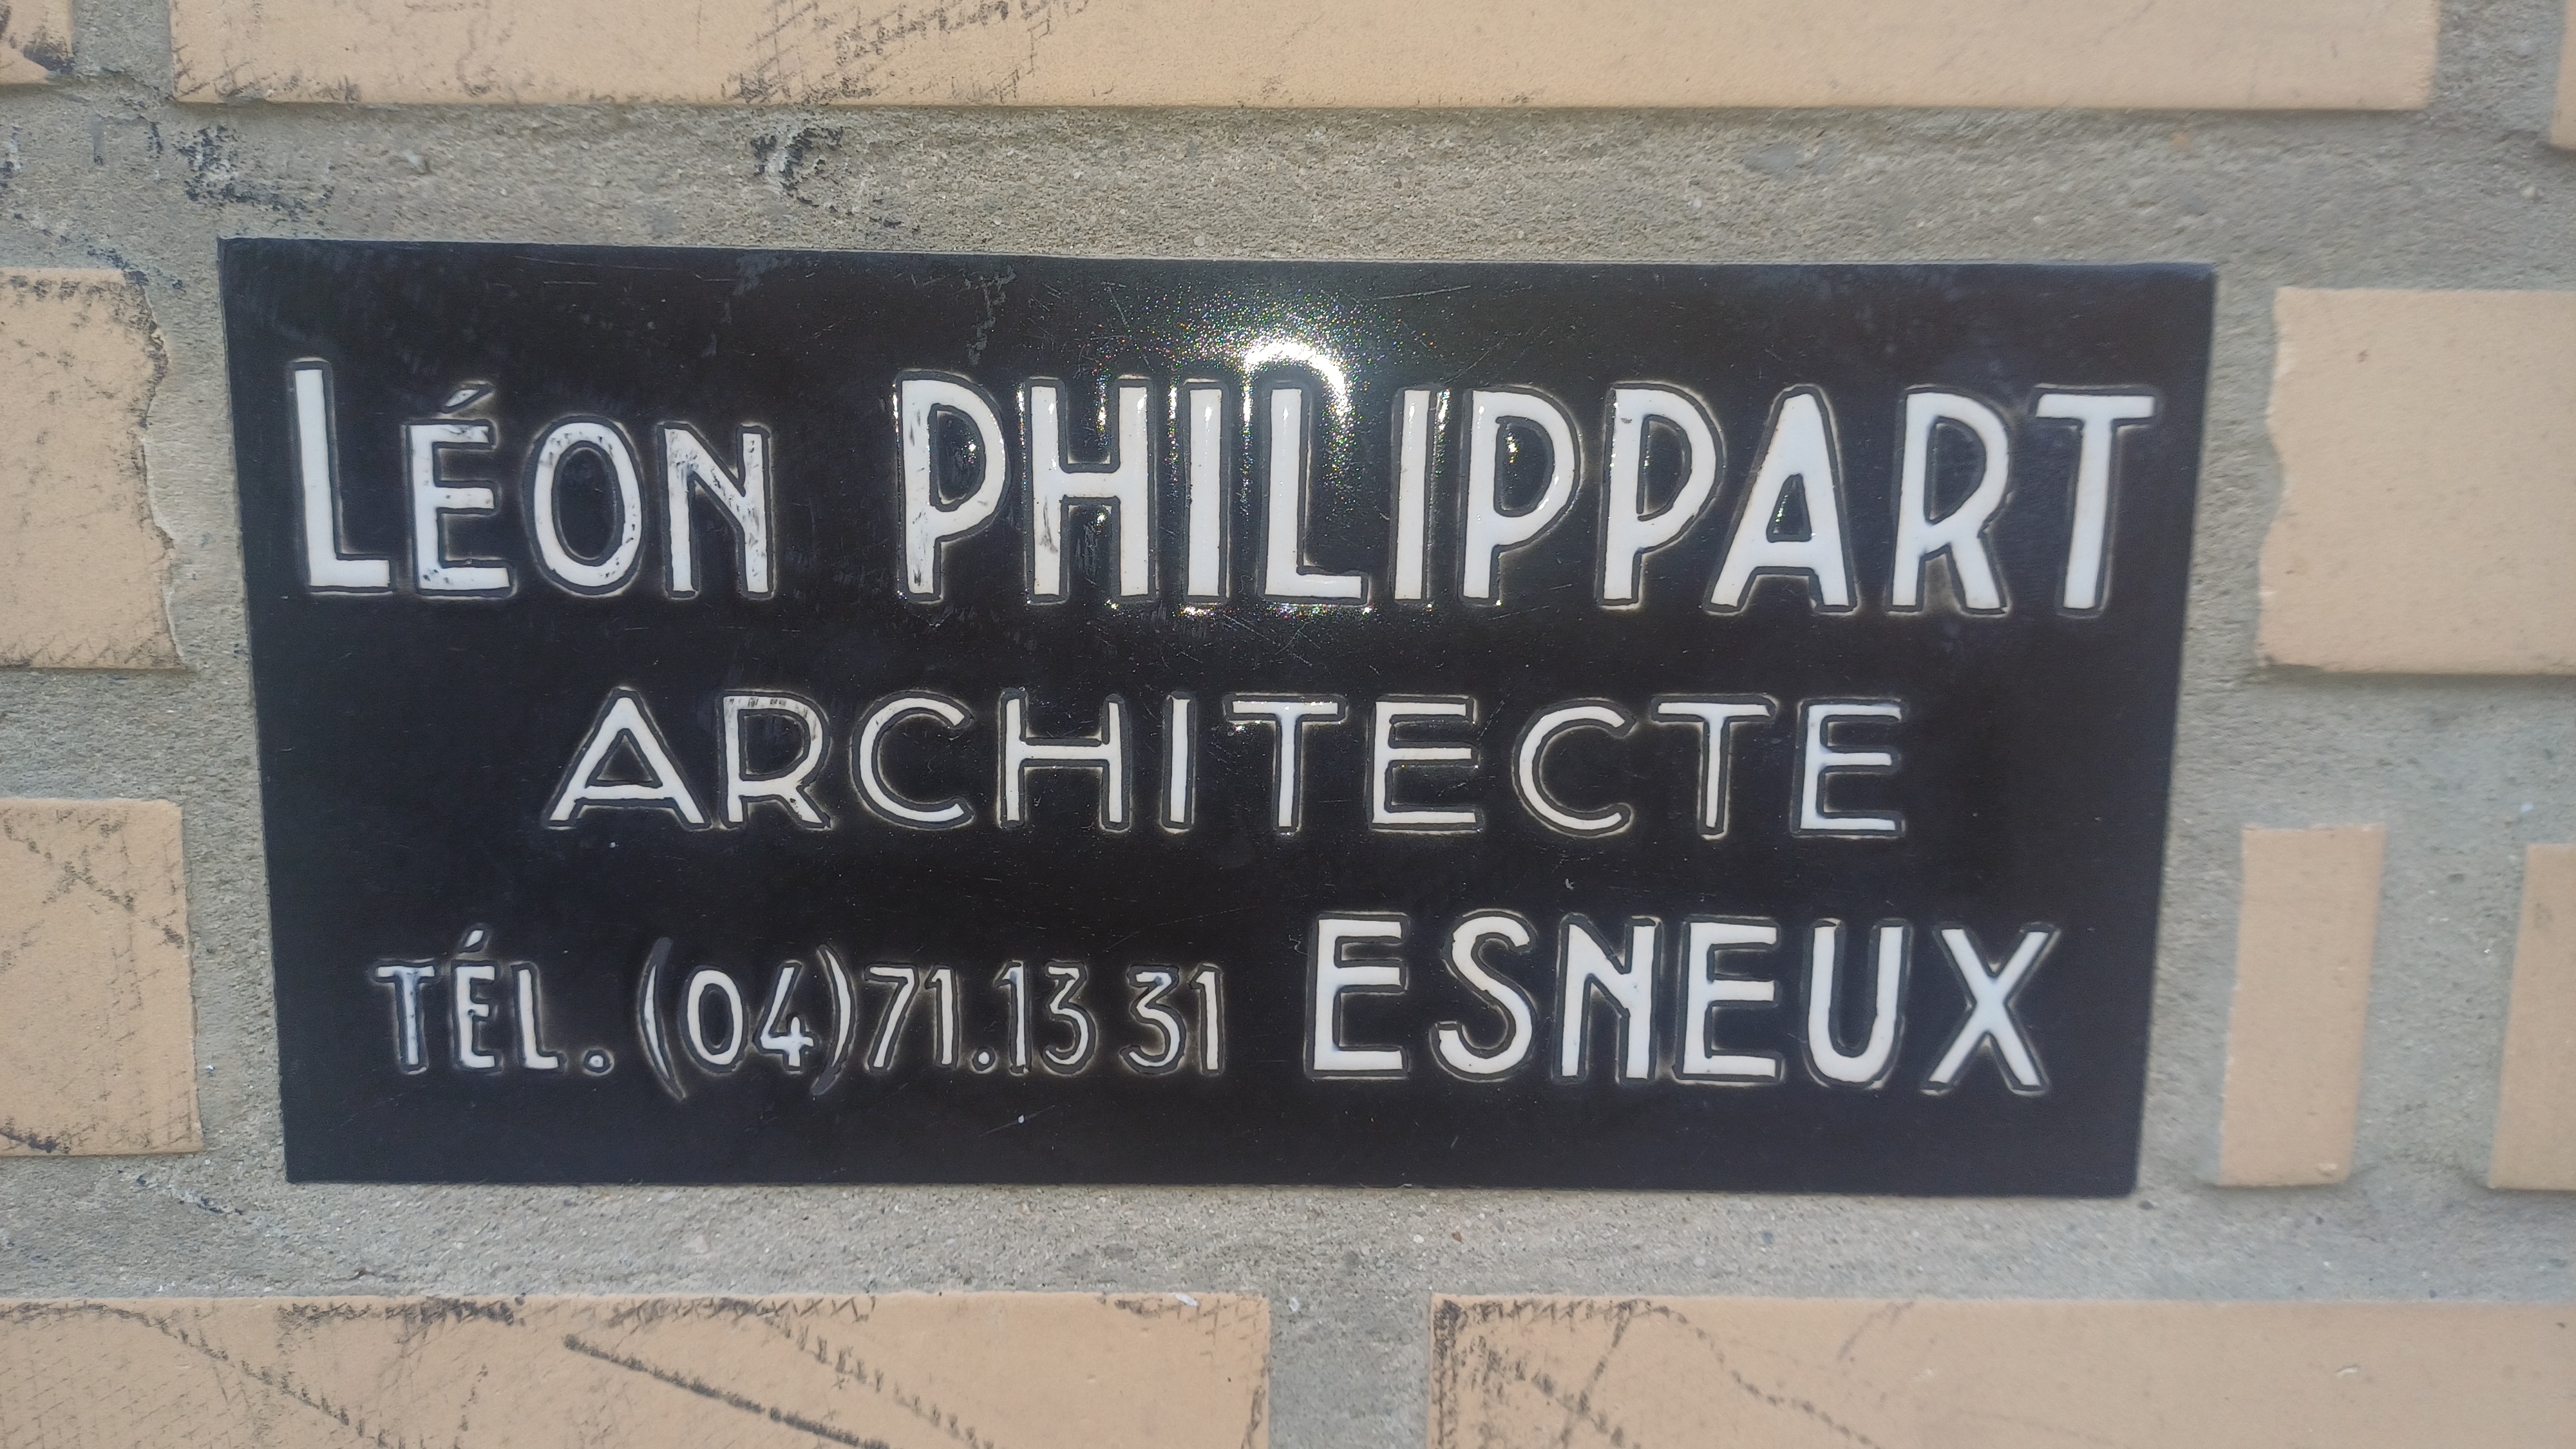 LÉON PHILIPPART
ARCHITECTE
TÉL. (04) 71.13 31 ESNEUX